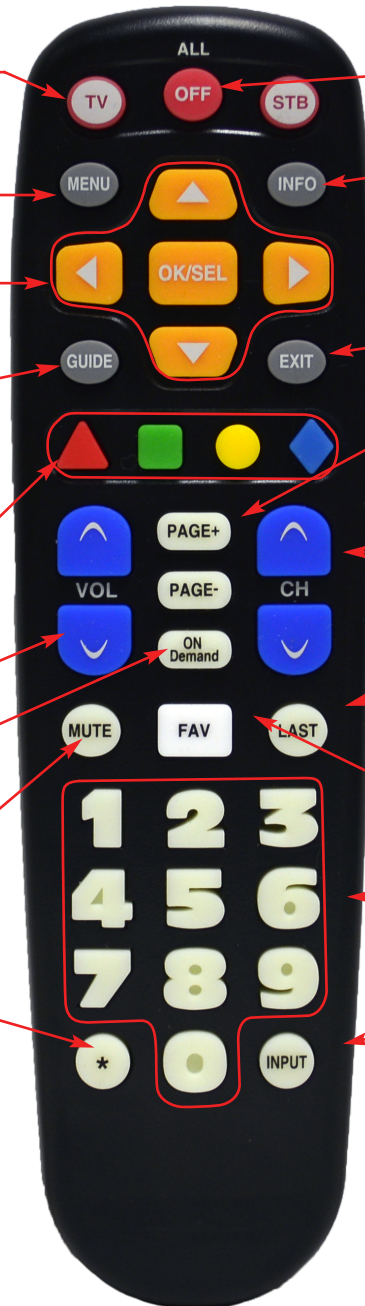 ALL
TV OFF STB
MENU INFO
OK/SEL
GUIDE EXIT
PAGE+
VOL PAGE- CH
ON
Demand
MUTE FAV LAST
1 2 3
4 5 6
7 8 9
* 0 INPUT